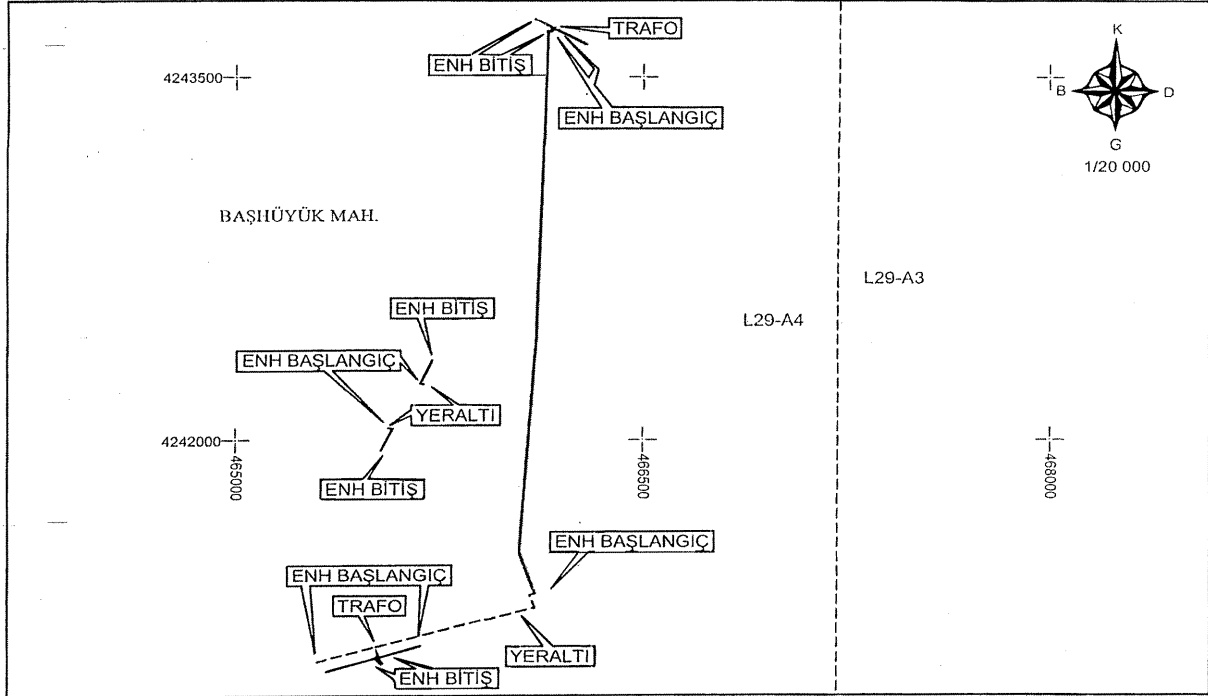 TRAFO
K
ENH BİTİŞ
4243500
B
D
ENH BAŞLANGIÇ
G
1/20 000
BAŞHÜYÜK MAH.
L29-A3
ENH BİTİŞ
L29-A4
ENH BAŞLANGIÇ
YERALTI
4242000
465000
466500
468000
ENH BİTİŞ
ENH BAŞLANGIÇ
ENH BAŞLANGIÇ
TRAFO
YERALTI
ENH BİTİŞ